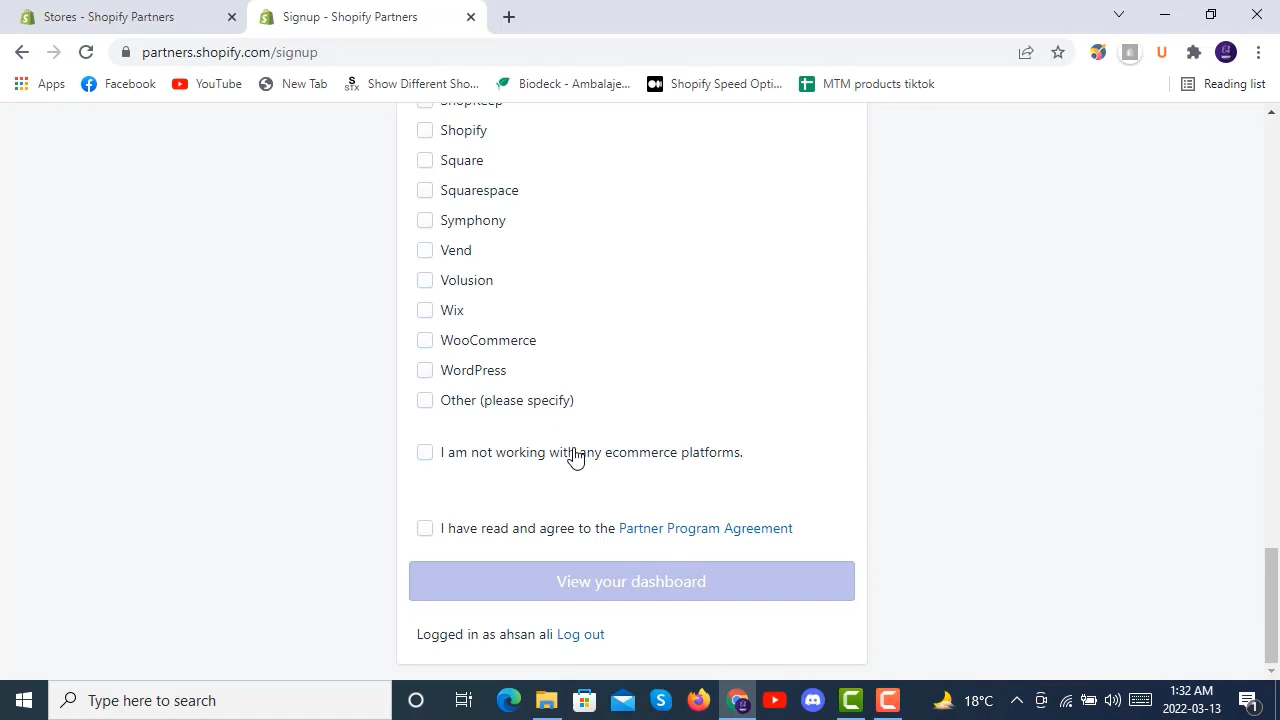 Stores - Shopify Partners
Signup - Shopify Partners
partners.shopify.com/signup
Apps
Facebook
YouTube
New Tab
STX Show Different Sho...
Biodeck - Ambalaje...
Shopify Speed Opti...
MTM products tiktok
Reading list
ShopKeep
Shopify
Square
Squarespace
Symphony
Vend
Volusion
Wix
WooCommerce
WordPress
Other (please specify)
I am not working with any ecommerce platforms.
I have read and agree to the Partner Program Agreement
View your dashboard
Logged in as ahsan ali Log out
Type here to search
18°C
1:32 AM
2022-03-13
1